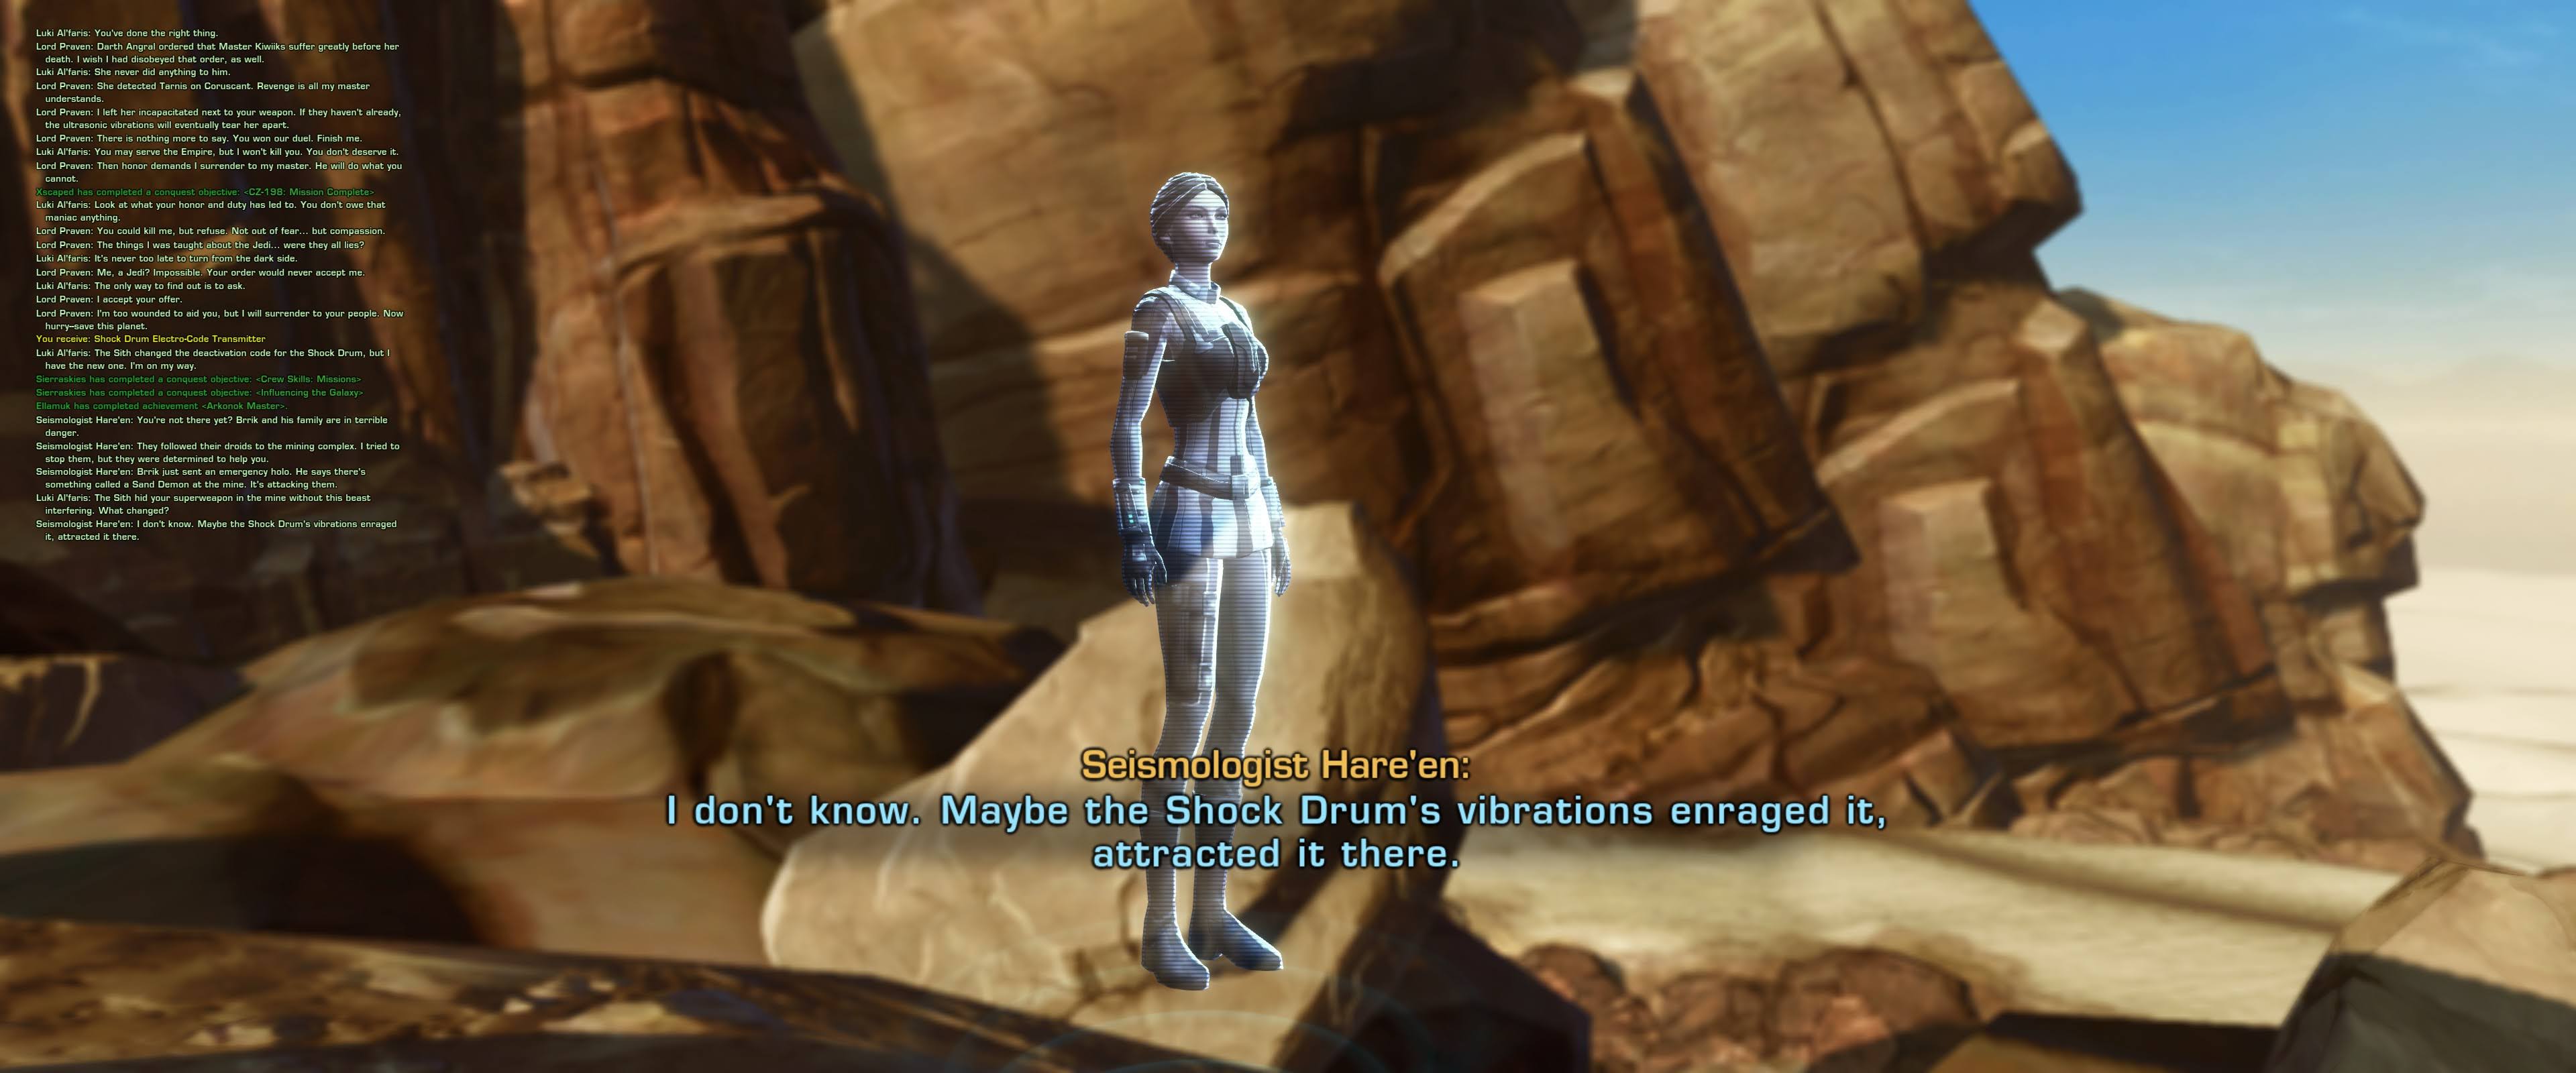 Luki Al'faris: You've done the right thing.
Lord Praven: Darth Angral ordered that Master Kiwiiks suffer greatly before her
death. I wish I had disobeyed that order, as well.
Luki Al'faris: She never did anything to him.
Lord Praven: She detected Tarnis on Coruscant. Revenge is all my master
understands.
Lord Praven: I left her incapacitated next to your weapon. If they haven't already,
the ultrasonic vibrations will eventually tear her apart.
Lord Praven: There is nothing more to say. You won our duel. Finish me.
Luki Al'faris: You may serve the Empire, but I won't kill you. You don't deserve it.
Lord Praven: Then honor demands I surrender to my master. He will do what you
cannot.
Xscaped has completed a conquest objective: <CZ-198: Mission Complete>
Luki Al'faris: Look at what your honor and duty has led to. You don't owe that
maniac anything.
Lord Praven: You could kill me, but refuse. Not out of fear... but compassion.
Lord Praven: The things I was taught about the Jedi... were they all lies?
Luki Al'faris: It's never too late to turn from the dark side.
Lord Praven: Me, a Jedi? Impossible. Your order would never accept me.
Luki Al'faris: The only way to find out is to ask.
Lord Praven: I accept your offer.
Lord Praven: I'm too wounded to aid you, but I will surrender to your people. Now
hurry—save this planet.
You receive: Shock Drum Electro-Code Transmitter
Luki Al'faris: The Sith changed the deactivation code for the Shock Drum, but I
have the new one. I'm on my way.
Sierraskies has completed a conquest objective: <Crew Skills: Missions>
Sierraskies has completed a conquest objective: <Influencing the Galaxy>
Ellamuk has completed achievement <Arkonok Master>.
Seismologist Hare'en: You're not there yet? Brrik and his family are in terrible
danger.
Seismologist Hare'en: They followed their droids to the mining complex. I tried to
stop them, but they were determined to help you.
Seismologist Hare'en: Brrik just sent an emergency holo. He says there's
something called a Sand Demon at the mine. It's attacking them.
Luki Al'faris: The Sith hid your superweapon in the mine without this beast
interfering. What changed?
Seismologist Hare'en: I don't know. Maybe the Shock Drum's vibrations enraged
it, attracted it there.
Seismologist Hare'en:
I don't know. Maybe the Shock Drum's vibrations enraged it,
attracted it there.